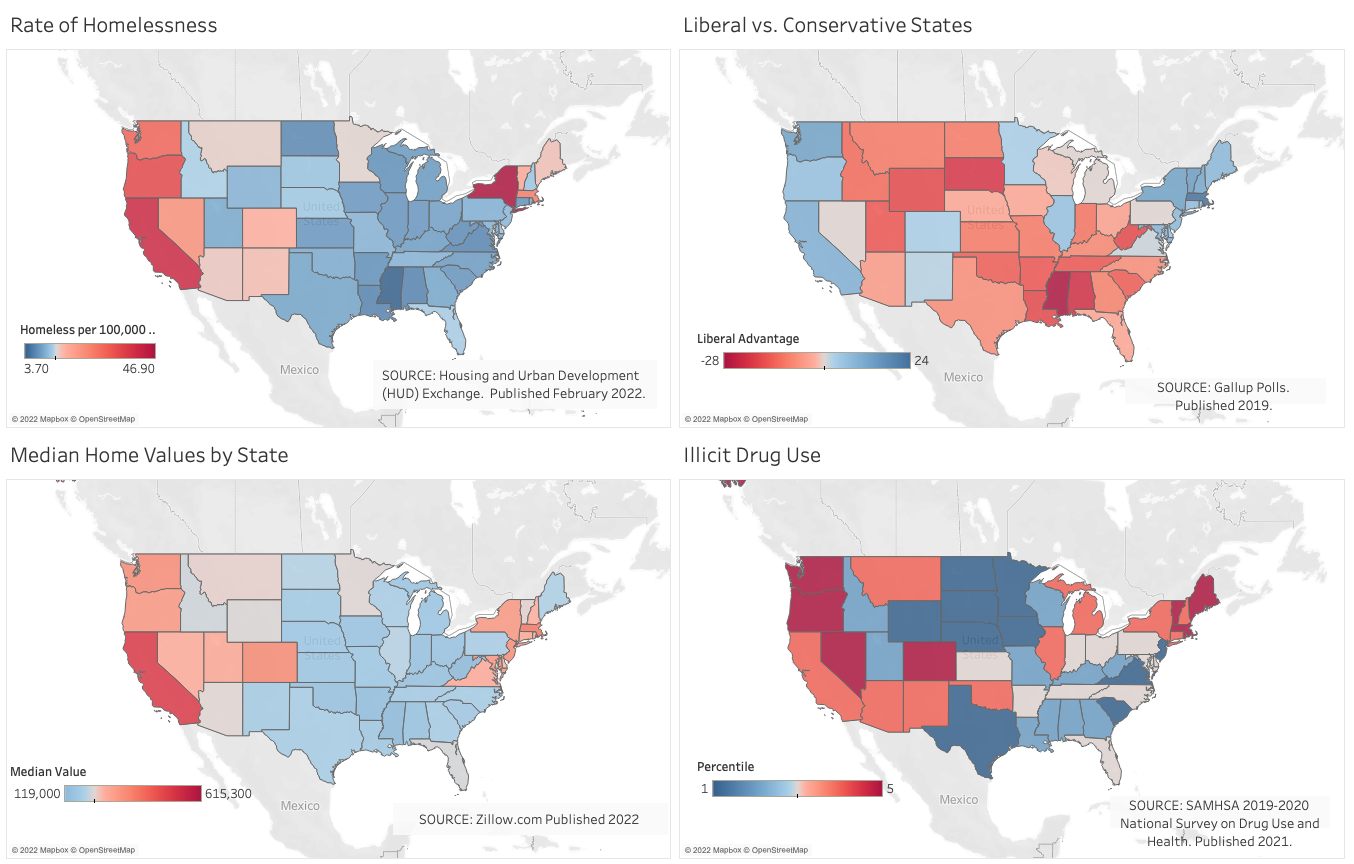 Rate of Homelessness
Liberal vs. Conservative States
United
States
Homeless per 100,000 ..
3.70
46.90
Mexico
SOURCE: Housing and Urban Development
(HUD) Exchange. Published February 2022.
© 2022 Mapbox © OpenStreetMap
United
States
Liberal Advantage
-28
24
Mexico
SOURCE: Gallup Polls.
Published 2019.
© 2022 Mapbox © OpenStreetMap
Median Home Values by State
Illicit Drug Use
United
States
Median Value
119,000
615,300
Mexico
SOURCE: Zillow.com Published 2022
© 2022 Mapbox © OpenStreetMap
United
States
Percentile
1
5
Mexico
SOURCE: SAMHSA 2019-2020
National Survey on Drug Use and
Health. Published 2021.
© 2022 Mapbox © OpenStreetMap